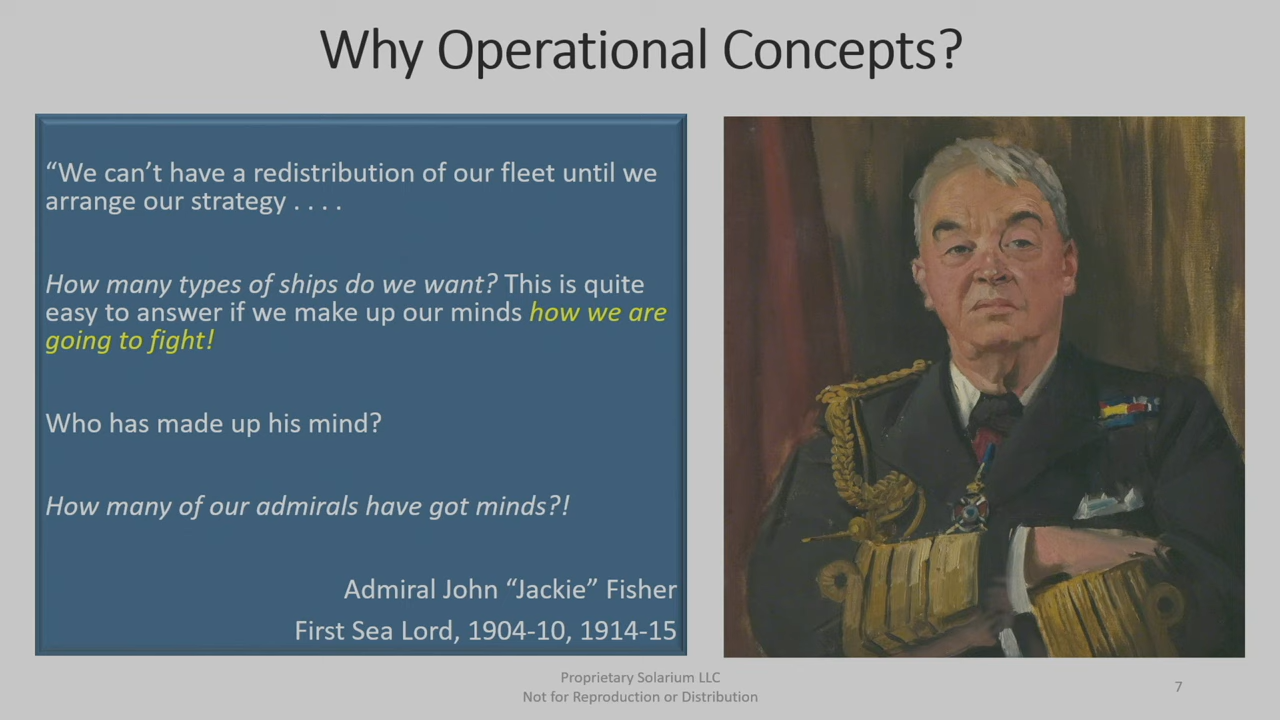 Why Operational Concepts?
“We can’t have a redistribution of our fleet until we
arrange our strategy . . . .
How many types of ships do we want? This is quite
easy to answer if we make up our minds how we are
going to fight!
Who has made up his mind?
How many of our admirals have got minds?!
Admiral John “Jackie” Fisher
First Sea Lord, 1904-10, 1914-15
Proprietary Solarium LLC
Not for Reproduction or Distribution
7